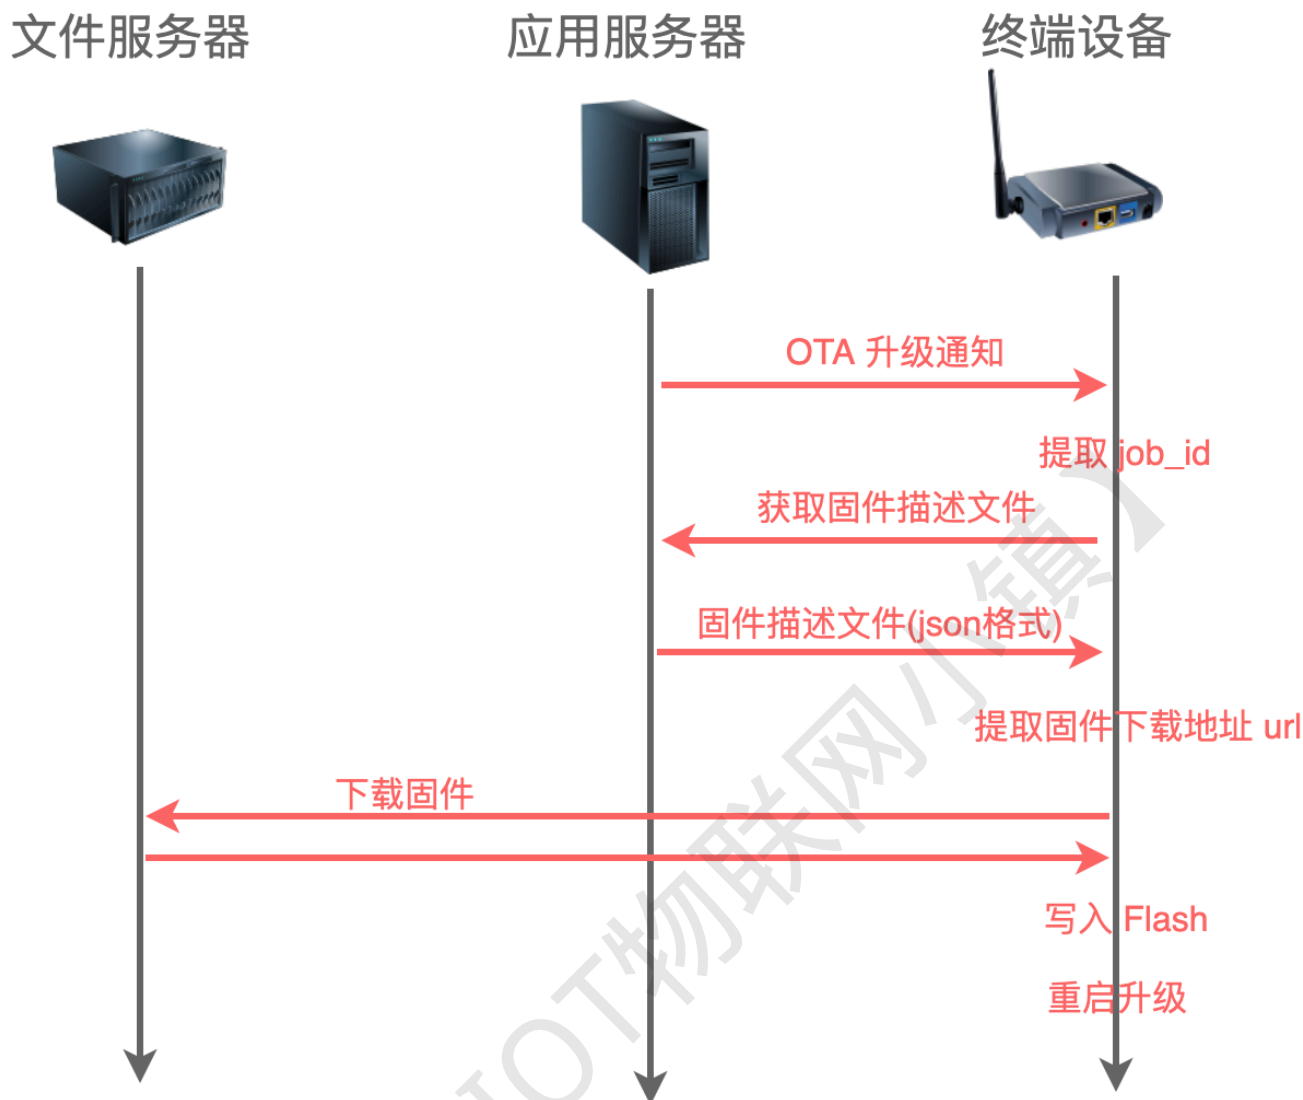 文件服务器
应用服务器
终端设备
OTA 升级通知
提取 job_id
获取固件描述文件
固件描述文件(json格式)
提取固件下载地址 url
下载固件
写入 Flash
重启升级
IOT物联网小镇】